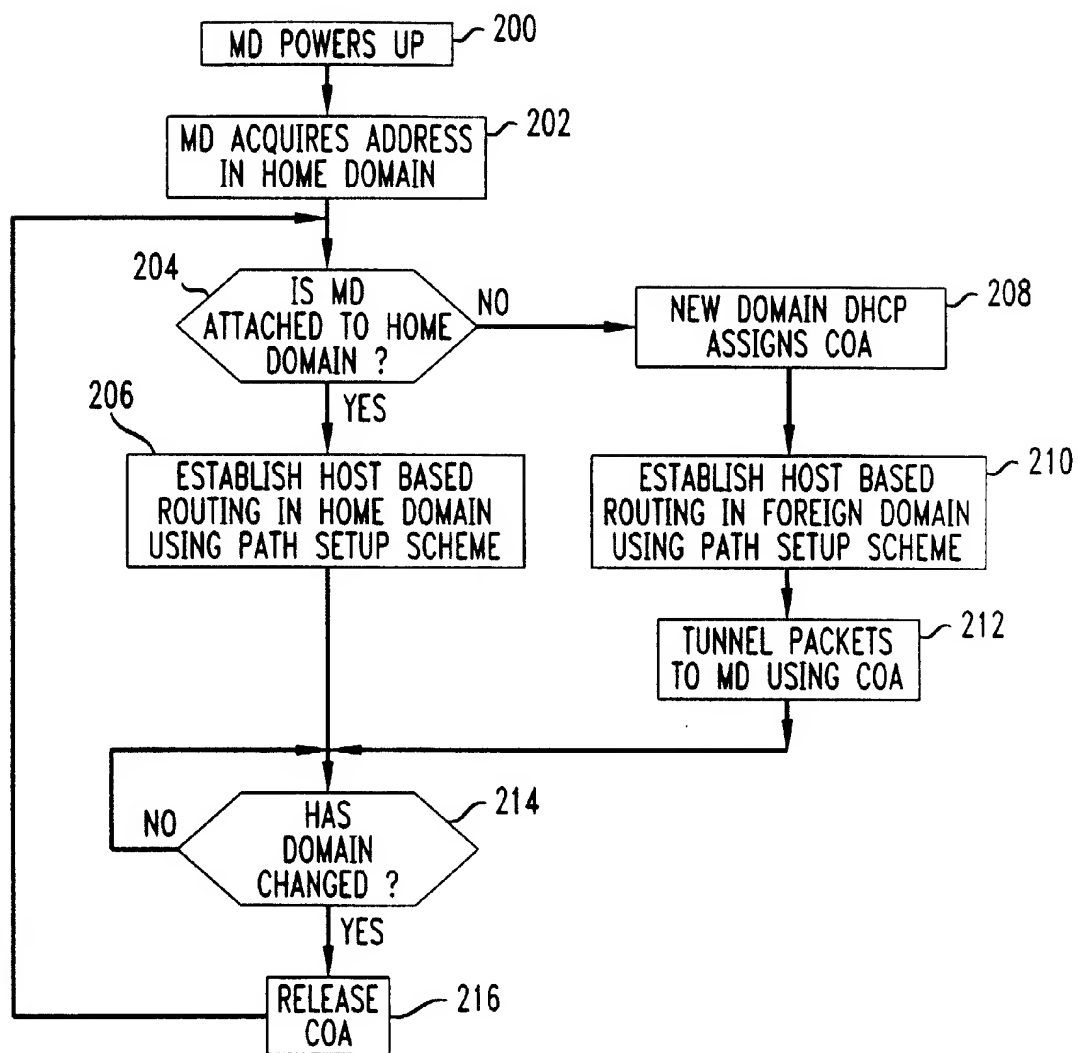 MD POWERS UP
200
MD ACQUIRES ADDRESS
IN HOME DOMAIN
202
204
IS MD
ATTACHED TO HOME
DOMAIN ?
NO
YES
NEW DOMAIN DHCP
ASSIGNS COA
208
206
ESTABLISH HOST BASED
ROUTING IN HOME DOMAIN
USING PATH SETUP SCHEME
ESTABLISH HOST BASED
ROUTING IN FOREIGN DOMAIN
USING PATH SETUP SCHEME
210
TUNNEL PACKETS
TO MD USING COA
212
HAS
DOMAIN
CHANGED ?
214
NO
YES
RELEASE
COA
216